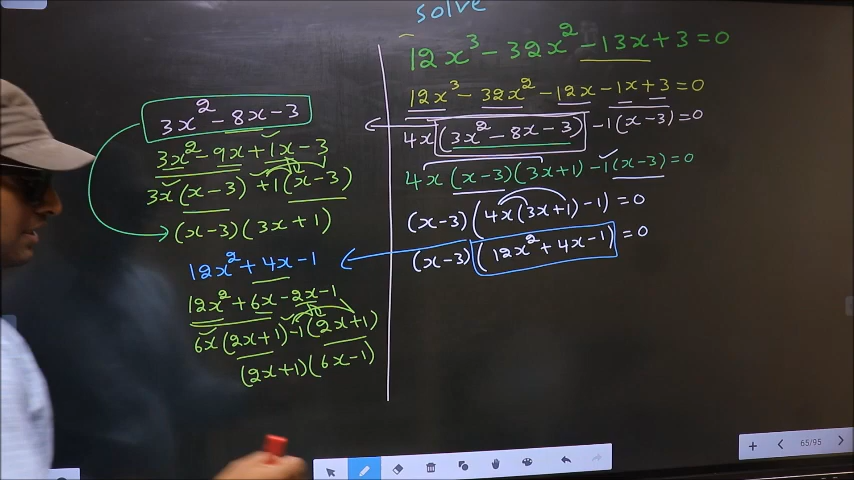 solve
12x³ - 32x² - 13x + 3 = 0
12x³ - 32x² - 12x - 1x + 3 = 0
4x (3x² - 8x - 3) - 1(x-3) = 0
4x (x-3)(3x+1) - 1(x-3) = 0
(x-3) (4x(3x+1) - 1) = 0
(x-3) (12x² + 4x - 1) = 0
3x² - 8x - 3
3x² - 9x + 1x - 3
3x (x-3) + 1(x-3)
(x-3)(3x+1)
12x² + 4x - 1
12x² + 6x - 2x - 1
6x (2x+1) - 1(2x+1)
(2x+1)(6x-1)
65/95